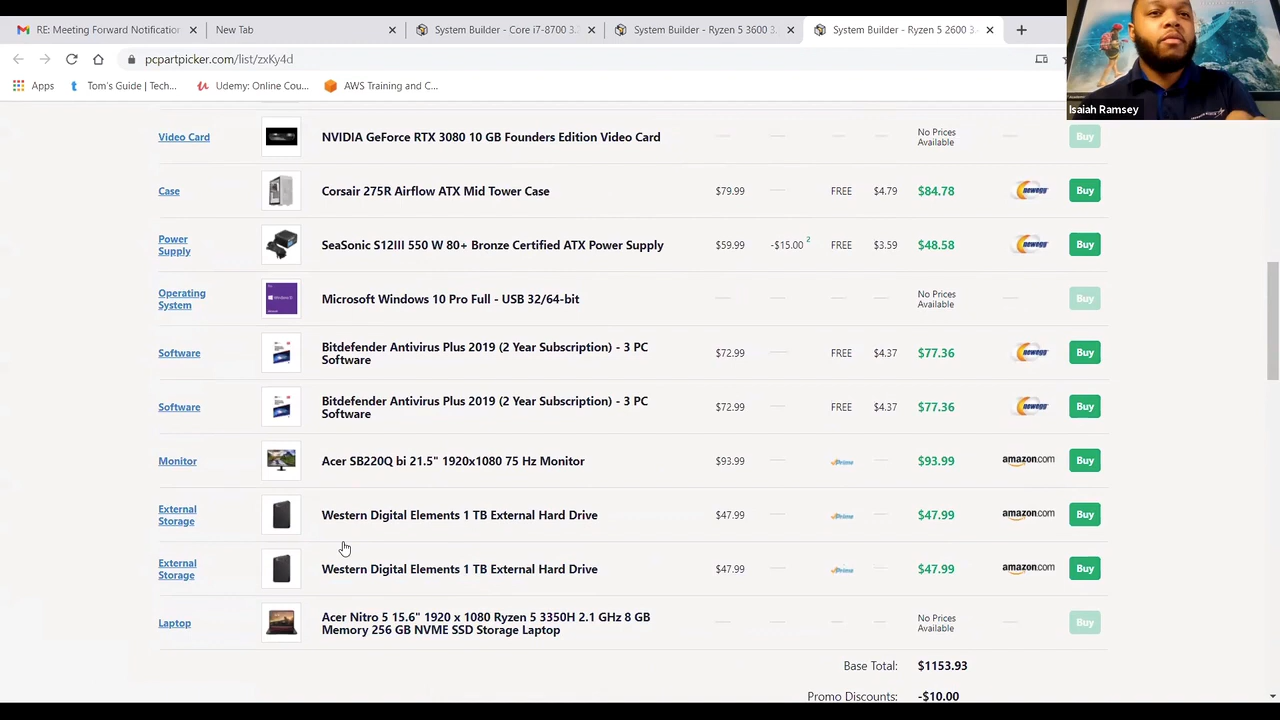 RE: Meeting Forward Notification
New Tab
System Builder - Core i7-8700 3.
System Builder - Ryzen 5 3600 3.
System Builder - Ryzen 5 2600 3.
pcpartpicker.com/list/zxKy4d
Apps
Tom's Guide | Tech...
Udemy: Online Cou...
AWS Training and C...
Isaiah Ramsey
Video Card NVIDIA GeForce RTX 3080 10 GB Founders Edition Video Card No Prices Available Buy
Case Corsair 275R Airflow ATX Mid Tower Case $79.99 FREE $4.79 $84.78 newegg Buy
Power Supply SeaSonic S12III 550 W 80+ Bronze Certified ATX Power Supply $59.99 -$15.00 2 FREE $3.59 $48.58 newegg Buy
Operating System Microsoft Windows 10 Pro Full - USB 32/64-bit No Prices Available Buy
Software Bitdefender Antivirus Plus 2019 (2 Year Subscription) - 3 PC Software $72.99 FREE $4.37 $77.36 newegg Buy
Software Bitdefender Antivirus Plus 2019 (2 Year Subscription) - 3 PC Software $72.99 FREE $4.37 $77.36 newegg Buy
Monitor Acer SB220Q bi 21.5" 1920x1080 75 Hz Monitor $93.99 Prime $93.99 amazon.com Buy
External Storage Western Digital Elements 1 TB External Hard Drive $47.99 Prime $47.99 amazon.com Buy
External Storage Western Digital Elements 1 TB External Hard Drive $47.99 Prime $47.99 amazon.com Buy
Laptop Acer Nitro 5 15.6" 1920 x 1080 Ryzen 5 3350H 2.1 GHz 8 GB Memory 256 GB NVME SSD Storage Laptop No Prices Available Buy
Base Total: $1153.93
Promo Discounts: -$10.00